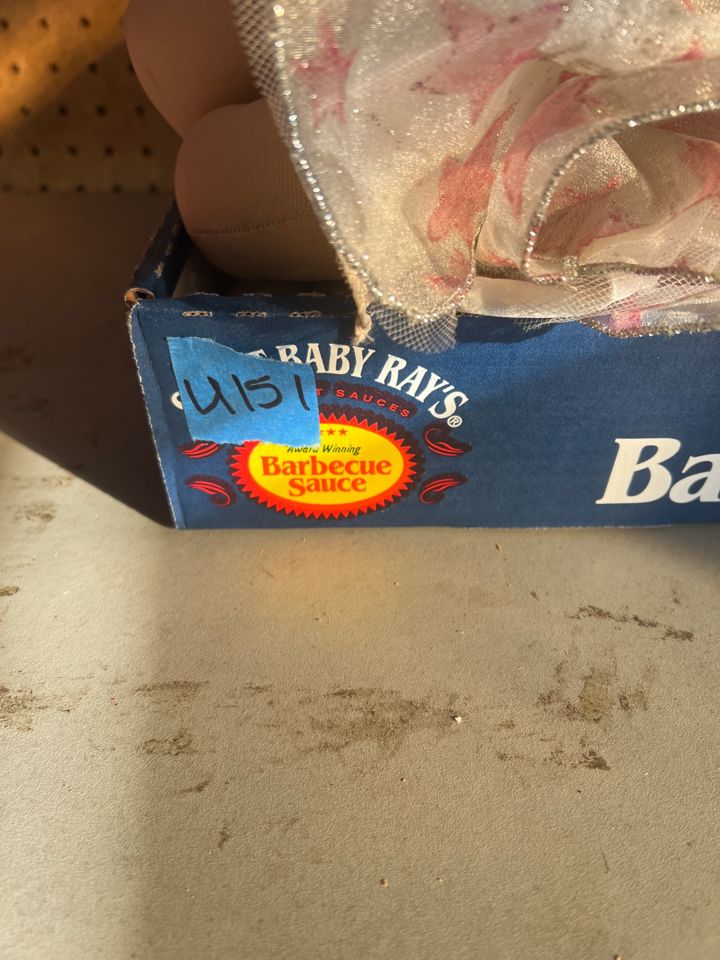 BABY RAY'S®
U151
SAUCES
Award Winning
Barbecue
Sauce
Ba